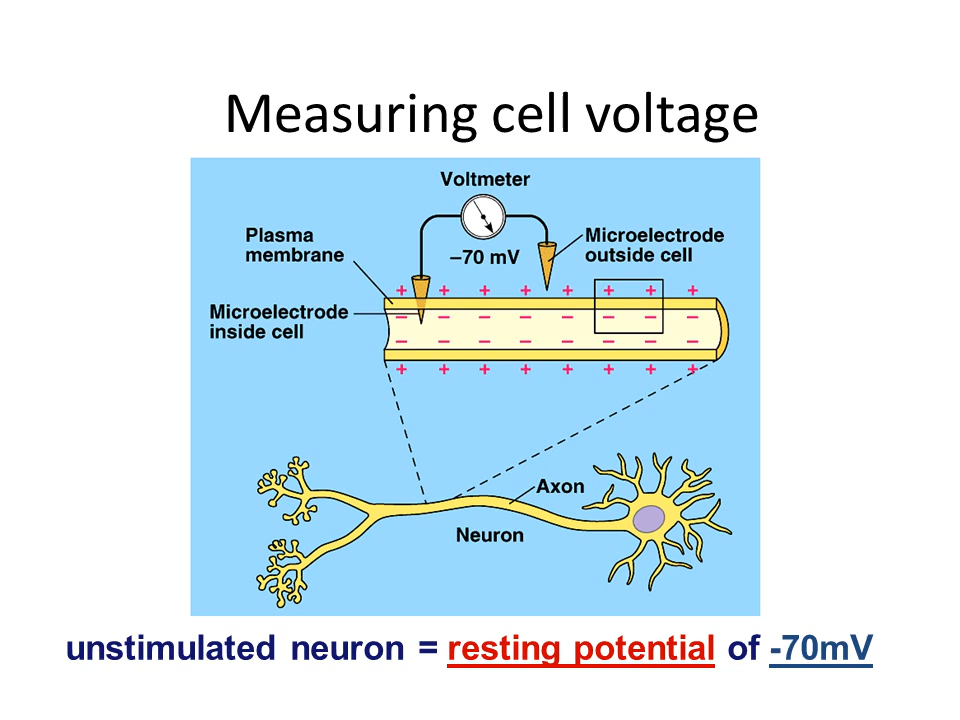 Measuring cell voltage
Voltmeter
Plasma
membrane
–70 mV
Microelectrode
outside cell
+ + + + + + + +
Microelectrode
inside cell
– – – – – – – –
– – – – – – – –
+ + + + + + + +
Axon
Neuron
unstimulated neuron = resting potential of -70mV